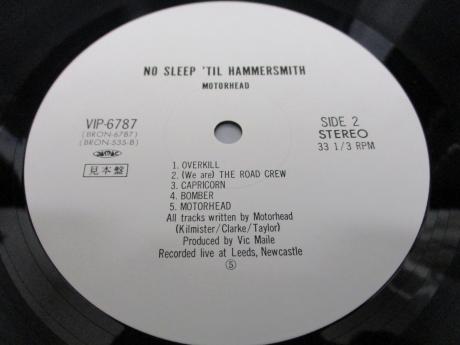 NO SLEEP 'TIL HAMMERSMITH
MOTORHEAD
VIP-6787
(BRON-6787)
(BRON-535-B)
見本盤
SIDE 2
STEREO
33 1/3 RPM
1. OVERKILL
2. (We are) THE ROAD CREW
3. CAPRICORN
4. BOMBER
5. MOTORHEAD
All tracks written by Motorhead
(Kilmister/Clarke/Taylor)
Produced by Vic Maile
Recorded live at Leeds, Newcastle
⑤